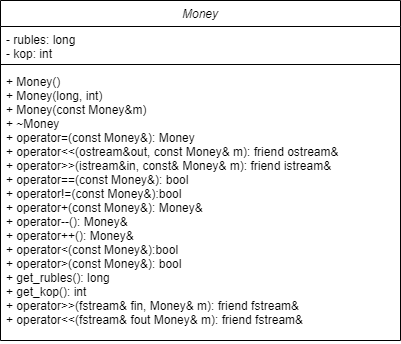 Money
- rubles: long
- kop: int
+ Money()
+ Money(long, int)
+ Money(const Money&m)
+ ~Money
+ operator=(const Money&): Money
+ operator<<(ostream&out, const Money& m): friend ostream&
+ operator>>(istream&in, const& Money& m): friend istream&
+ operator==(const Money&): bool
+ operator!=(const Money&):bool
+ operator+(const Money&): Money&
+ operator--(): Money&
+ operator++(): Money&
+ operator<(const Money&):bool
+ operator>(const Money&): bool
+ get_rubles(): long
+ get_kop(): int
+ operator>>(fstream& fin, Money& m): friend fstream&
+ operator<<(fstream& fout Money& m): friend fstream&